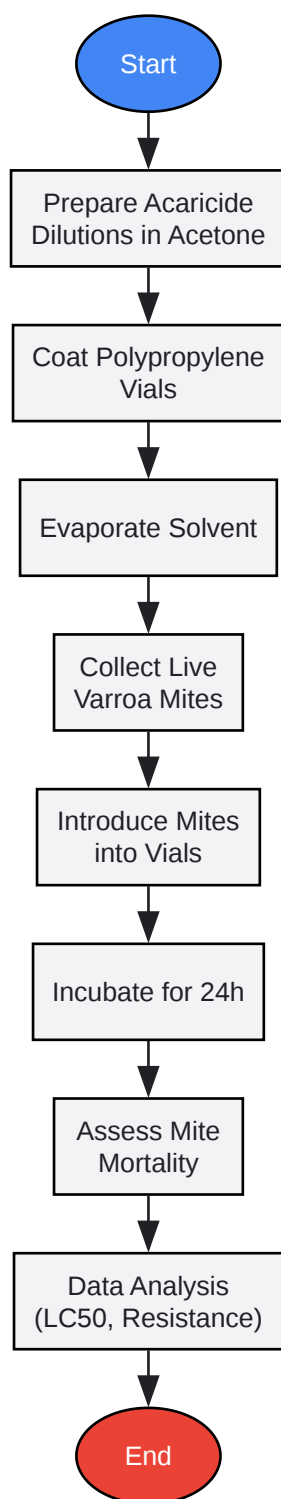 Start
Prepare Acaricide
Dilutions in Acetone
Coat Polypropylene
Vials
Evaporate Solvent
Collect Live
Varroa Mites
Introduce Mites
into Vials
Incubate for 24h
Assess Mite
Mortality
Data Analysis
(LC50, Resistance)
End